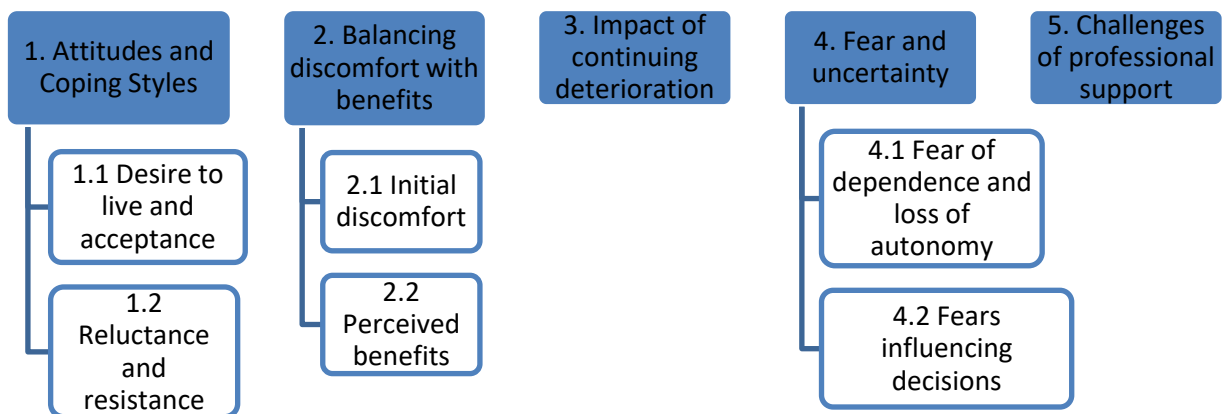 1. Attitudes and
Coping Styles
1.1 Desire to
live and
acceptance
1.2
Reluctance
and
resistance
2. Balancing
discomfort with
benefits
2.1 Initial
discomfort
2.2
Perceived
benefits
3. Impact of
continuing
deterioration
4. Fear and
uncertainty
4.1 Fear of
dependence and
loss of
autonomy
4.2 Fears
influencing
decisions
5. Challenges
of professional
support